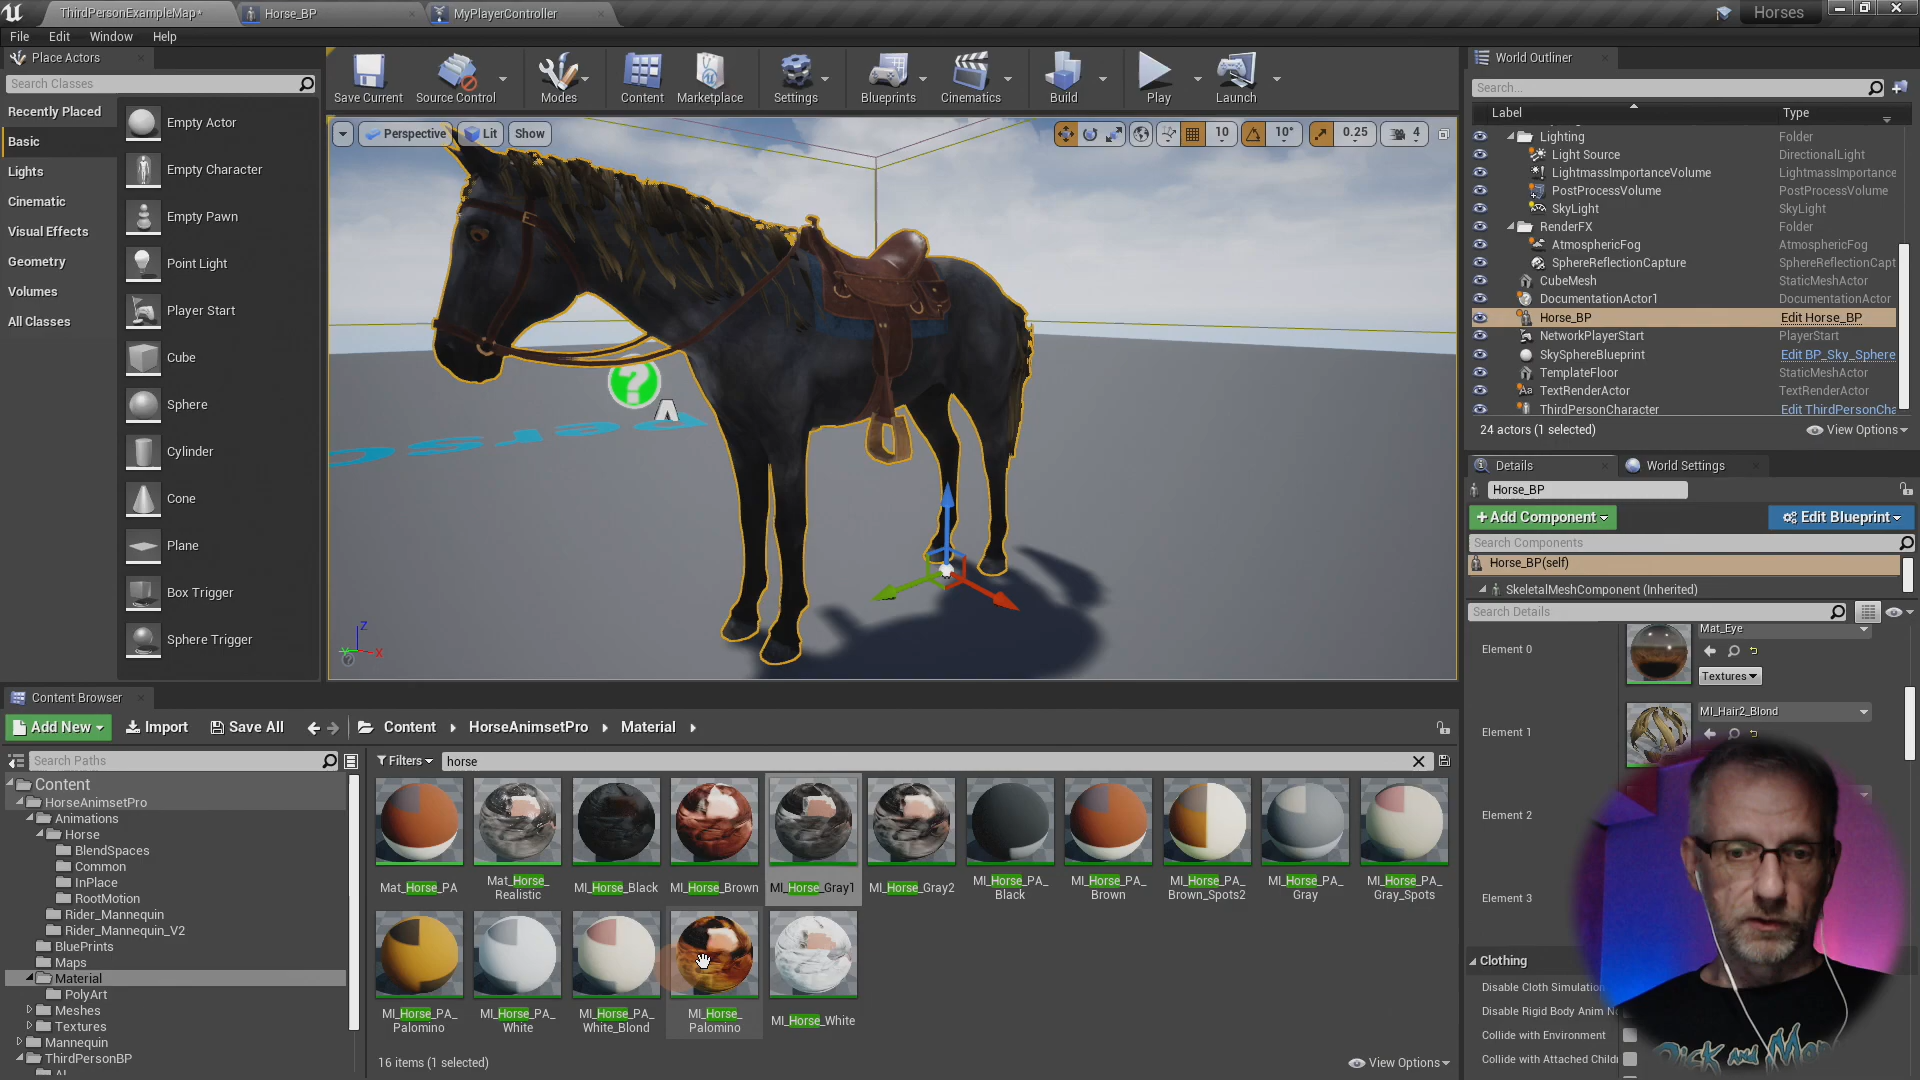 ThirdPersonExampleMap*
Horse_BP
MyPlayerController
Horses
File Edit Window Help
Place Actors
Search Classes
Recently Placed
Basic
Lights
Cinematic
Visual Effects
Geometry
Volumes
All Classes
Empty Actor
Empty Character
Empty Pawn
Point Light
Player Start
Cube
Sphere
Cylinder
Cone
Plane
Box Trigger
Sphere Trigger
Save Current
Source Control
Modes
Content
Marketplace
Settings
Blueprints
Cinematics
Build
Play
Launch
Perspective
Lit
Show
10
10°
0.25
4
?
A
Z
Y
X
World Outliner
Search...
Label Type
Lighting Folder
Light Source DirectionalLight
LightmassImportanceVolume LightmassImportance
PostProcessVolume PostProcessVolume
SkyLight SkyLight
RenderFX Folder
AtmosphericFog AtmosphericFog
SphereReflectionCapture SphereReflectionCapt
CubeMesh StaticMeshActor
DocumentationActor1 DocumentationActor
Horse_BP Edit Horse_BP
NetworkPlayerStart PlayerStart
SkySphereBlueprint Edit BP_Sky_Sphere
TemplateFloor StaticMeshActor
TextRenderActor TextRenderActor
ThirdPersonCharacter Edit ThirdPersonCha
24 actors (1 selected)
View Options
Details
World Settings
Horse_BP
+Add Component
Edit Blueprint
Search Components
Horse_BP(self)
SkeletalMeshComponent (Inherited)
Search Details
Mat_Eye
Element 0
Textures
MI_Hair2_Blond
Element 1
Element 2
Element 3
Clothing
Disable Cloth Simulation
Disable Rigid Body Anim N
Collide with Environment
Collide with Attached Childr
Content Browser
Add New
Import
Save All
Content
HorseAnimsetPro
Material
Search Paths
Filters
horse
Content
HorseAnimsetPro
Animations
Horse
BlendSpaces
Common
InPlace
RootMotion
Rider_Mannequin
Rider_Mannequin_V2
BluePrints
Maps
Material
PolyArt
Meshes
Textures
Mannequin
ThirdPersonBP
Mat_Horse_PA
Mat_Horse_
Realistic
MI_Horse_Black
MI_Horse_Brown
MI_Horse_Gray1
MI_Horse_Gray2
MI_Horse_PA_
Black
MI_Horse_PA_
Brown
MI_Horse_PA_
Brown_Spots2
MI_Horse_PA_
Gray
MI_Horse_PA_
Gray_Spots
MI_Horse_PA_
Palomino
MI_Horse_PA_
White
MI_Horse_PA_
White_Blond
MI_Horse_
Palomino
MI_Horse_White
16 items (1 selected)
View Options